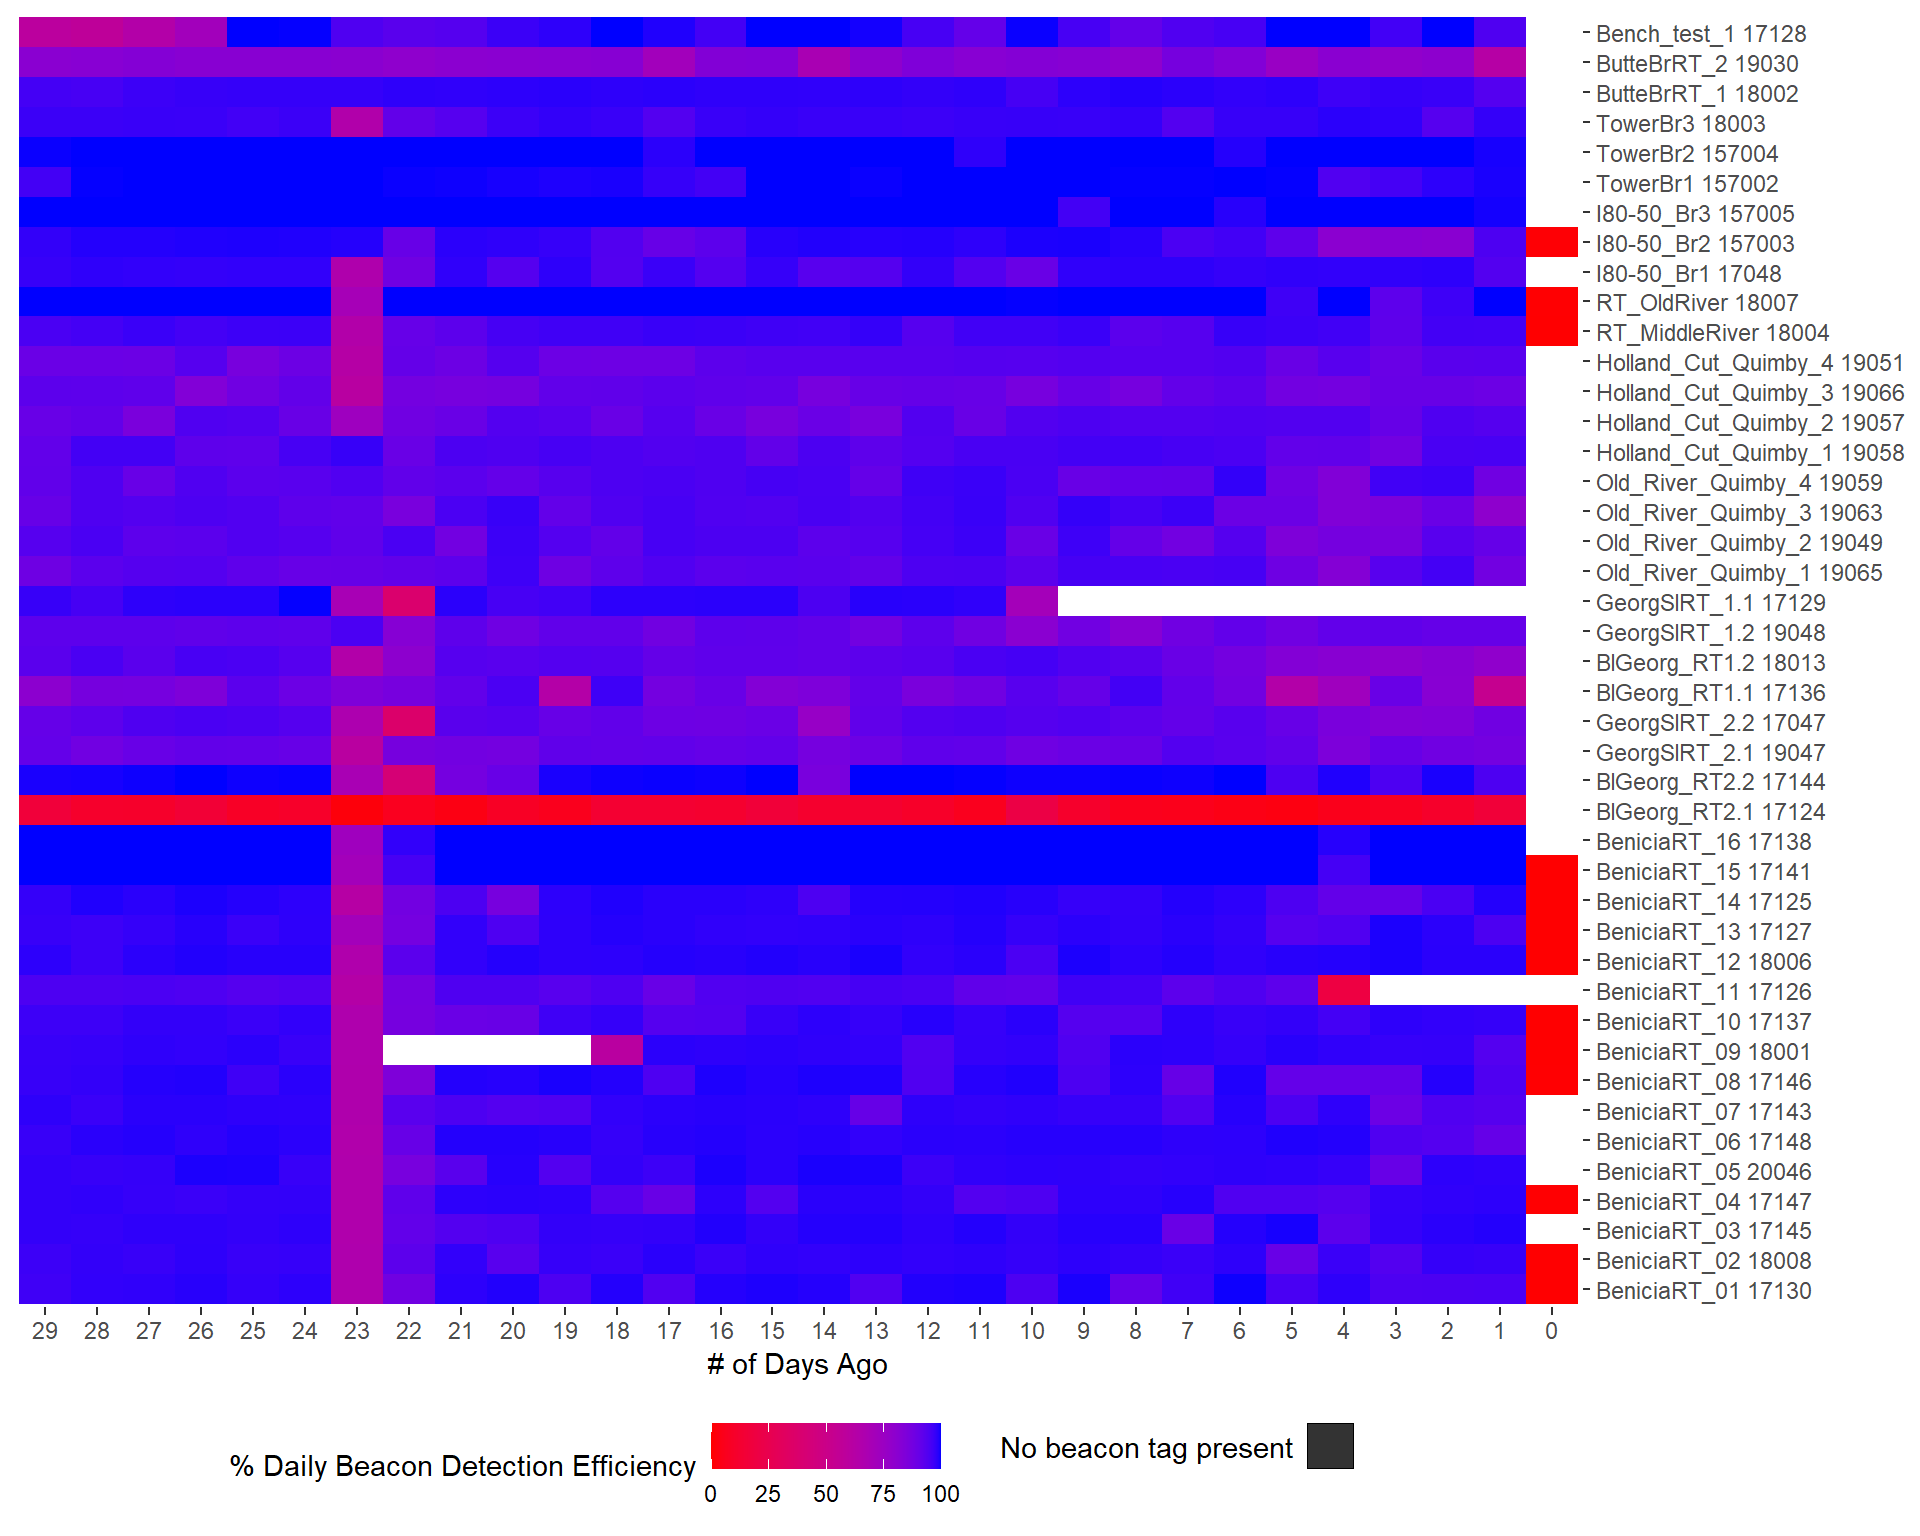 Bench_test_1 17128
ButteBrRT_2 19030
ButteBrRT_1 18002
TowerBr3 18003
TowerBr2 157004
TowerBr1 157002
I80-50_Br3 157005
I80-50_Br2 157003
I80-50_Br1 17048
RT_OldRiver 18007
RT_MiddleRiver 18004
Holland_Cut_Quimby_4 19051
Holland_Cut_Quimby_3 19066
Holland_Cut_Quimby_2 19057
Holland_Cut_Quimby_1 19058
Old_River_Quimby_4 19059
Old_River_Quimby_3 19063
Old_River_Quimby_2 19049
Old_River_Quimby_1 19065
GeorgSlRT_1.1 17129
GeorgSlRT_1.2 19048
BlGeorg_RT1.2 18013
BlGeorg_RT1.1 17136
GeorgSlRT_2.2 17047
GeorgSlRT_2.1 19047
BlGeorg_RT2.2 17144
BlGeorg_RT2.1 17124
BeniciaRT_16 17138
BeniciaRT_15 17141
BeniciaRT_14 17125
BeniciaRT_13 17127
BeniciaRT_12 18006
BeniciaRT_11 17126
BeniciaRT_10 17137
BeniciaRT_09 18001
BeniciaRT_08 17146
BeniciaRT_07 17143
BeniciaRT_06 17148
BeniciaRT_05 20046
BeniciaRT_04 17147
BeniciaRT_03 17145
BeniciaRT_02 18008
BeniciaRT_01 17130
29 28 27 26 25 24 23 22 21 20 19 18 17 16 15 14 13 12 11 10 9 8 7 6 5 4 3 2 1 0
# of Days Ago
% Daily Beacon Detection Efficiency
0 25 50 75 100
No beacon tag present